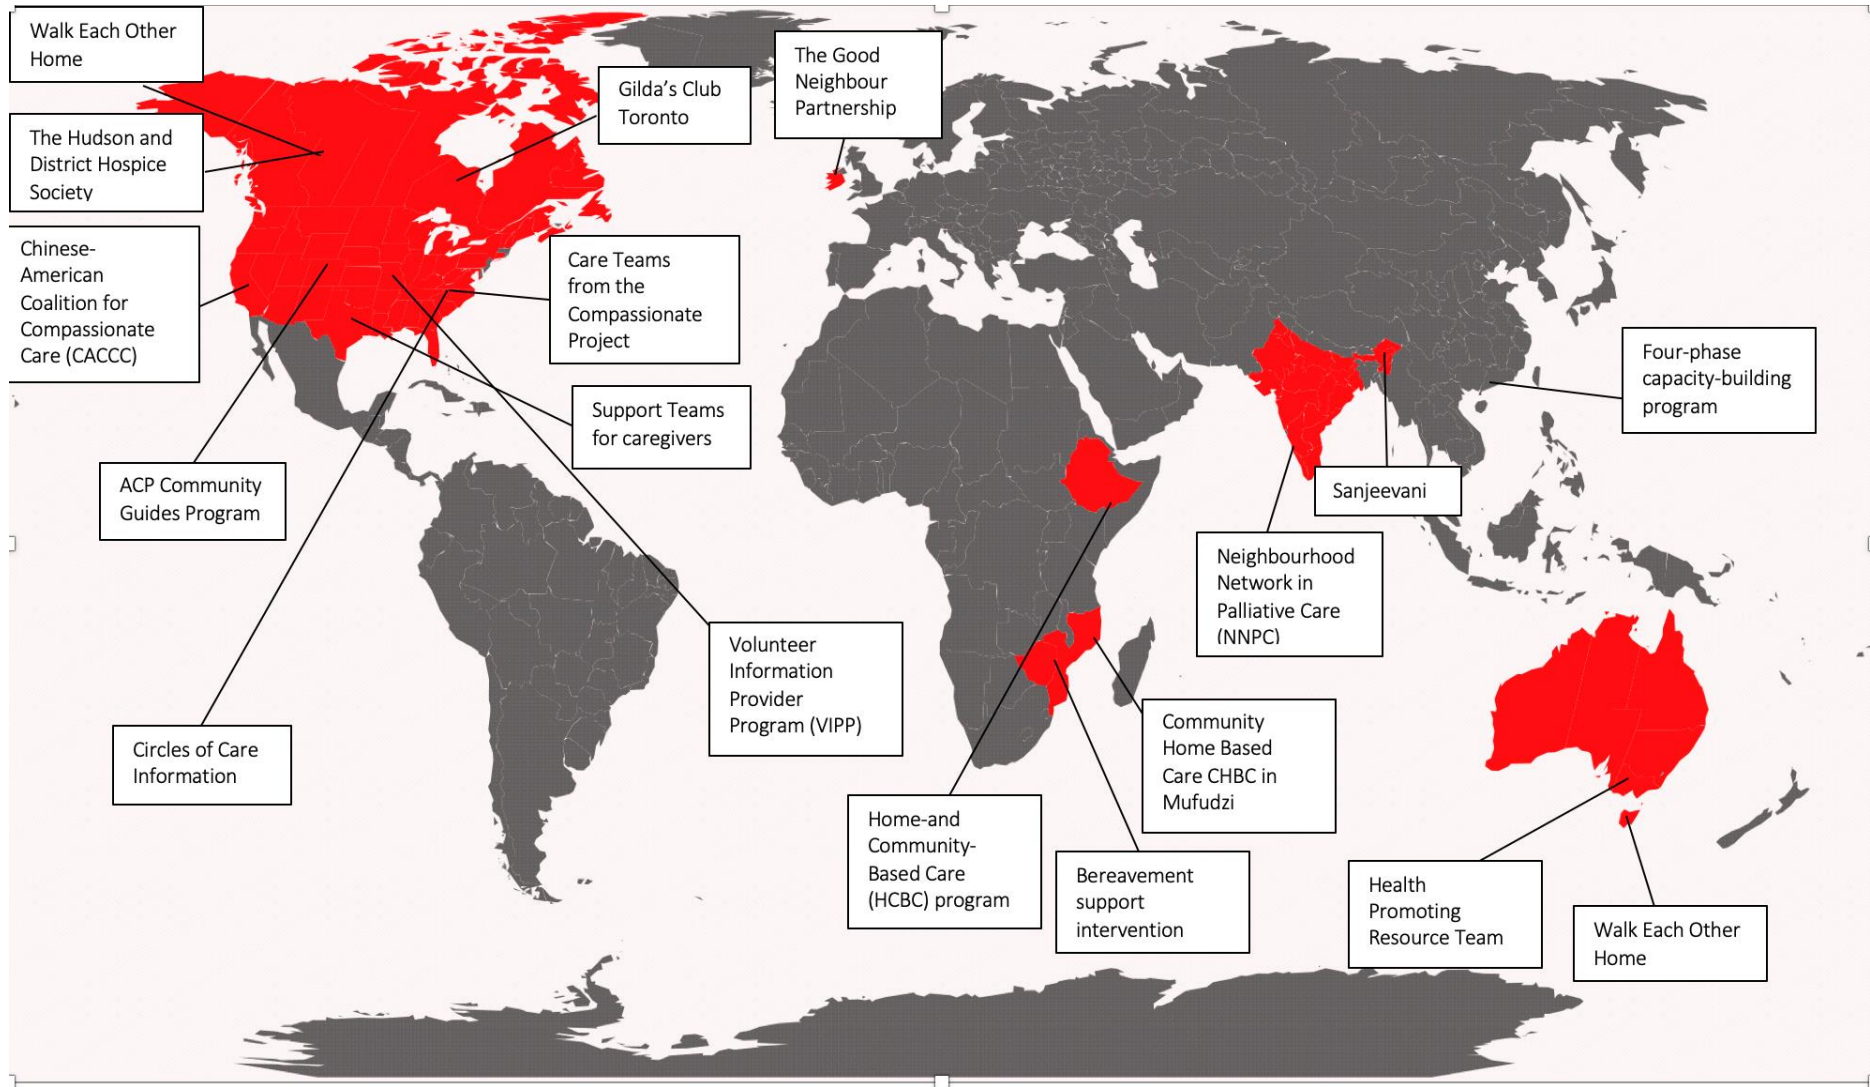 Walk Each Other
Home
The Hudson and
District Hospice
Society
Chinese-
American
Coalition for
Compassionate
Care (CACCC)
Gilda’s Club
Toronto
The Good
Neighbour
Partnership
Care Teams
from the
Compassionate
Project
Support Teams
for caregivers
ACP Community
Guides Program
Four-phase
capacity-building
program
Sanjeevani
Neighbourhood
Network in
Palliative Care
(NNPC)
Volunteer
Information
Provider
Program (VIPP)
Circles of Care
Information
Community
Home Based
Care CHBC in
Mufudzi
Home-and
Community-
Based Care
(HCBC) program
Bereavement
support
intervention
Health
Promoting
Resource Team
Walk Each Other
Home